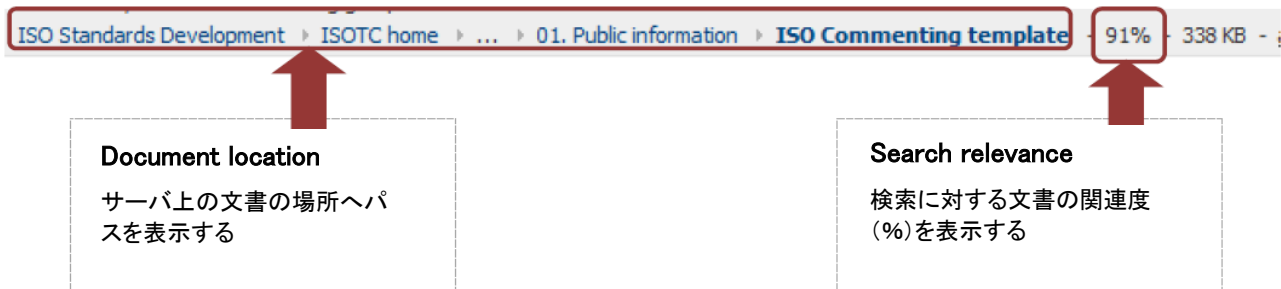 ISO Standards Development ▸ ISOTC home ▸ ... ▸ 01. Public information ▸ ISO Commenting template - 91% - 338 KB -
Document location
サーバ上の文書の場所へパ
スを表示する
Search relevance
検索に対する文書の関連度
(%)を表示する